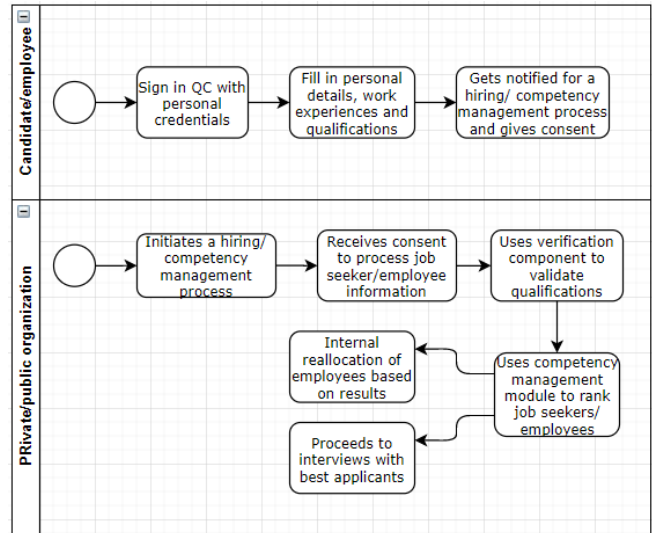 Candidate/employee
Sign in QC with
personal
credentials
Fill in personal
details, work
experiences and
qualifications
Gets notified for a
hiring/ competency
management process
and gives consent
PRivate/public organization
Initiates a hiring/
competency
management
process
Receives consent to
process job
seeker/employee
information
Uses verification
component to
validate
qualifications
Internal
reallocation of
employees based
on results
Uses competency
management
module to rank
job seekers/
employees
Proceeds to
interviews with
best applicants